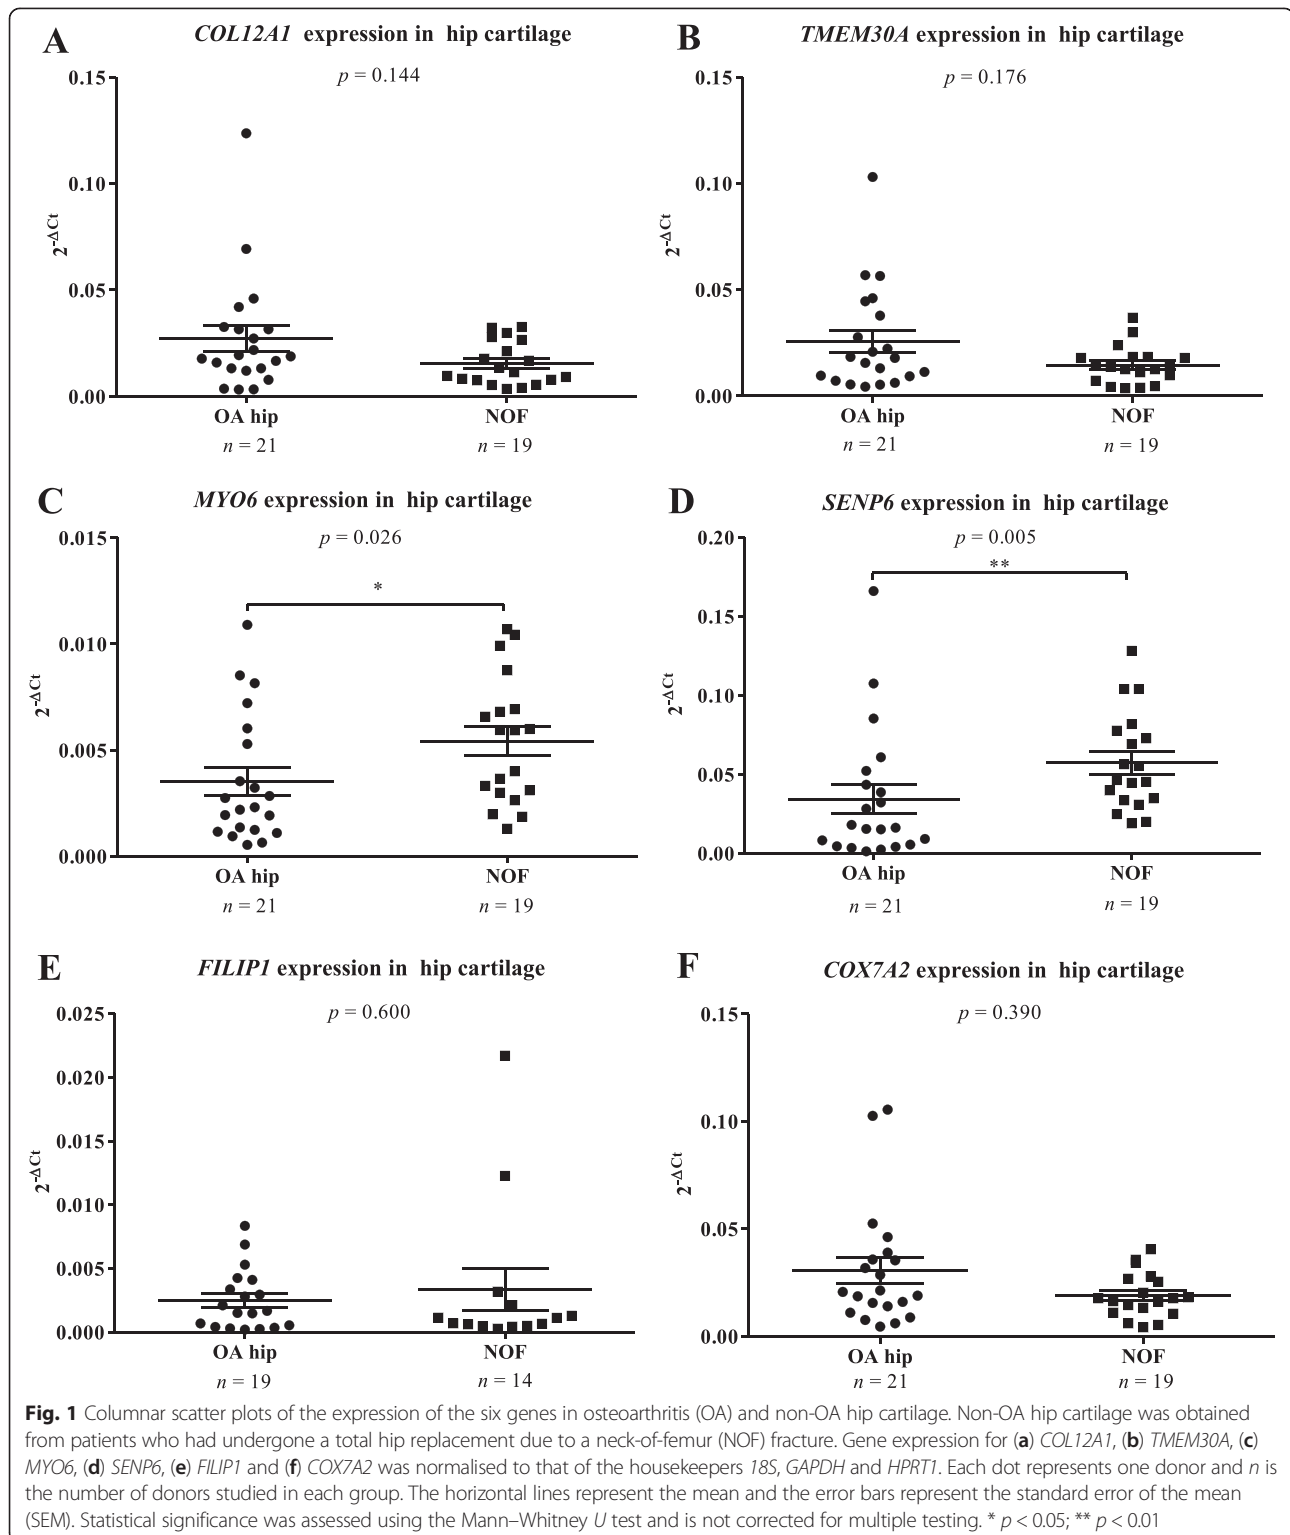 A
COL12A1 expression in hip cartilage
p = 0.144
0.15
0.10
0.05
0.00
2-ΔCt
OA hip
NOF
n = 21
n = 19
B
TMEM30A expression in hip cartilage
p = 0.176
0.15
0.10
0.05
0.00
2-ΔCt
OA hip
NOF
n = 21
n = 19
C
MYO6 expression in hip cartilage
p = 0.026
*
0.015
0.010
0.005
0.000
2-ΔCt
OA hip
NOF
n = 21
n = 19
D
SENP6 expression in hip cartilage
p = 0.005
**
0.20
0.15
0.10
0.05
0.00
2-ΔCt
OA hip
NOF
n = 21
n = 19
E
FILIP1 expression in hip cartilage
p = 0.600
0.025
0.020
0.015
0.010
0.005
0.000
2-ΔCt
OA hip
NOF
n = 19
n = 14
F
COX7A2 expression in hip cartilage
p = 0.390
0.15
0.10
0.05
0.00
2-ΔCt
OA hip
NOF
n = 21
n = 19
Fig. 1 Columnar scatter plots of the expression of the six genes in osteoarthritis (OA) and non-OA hip cartilage. Non-OA hip cartilage was obtained
from patients who had undergone a total hip replacement due to a neck-of-femur (NOF) fracture. Gene expression for (a) COL12A1, (b) TMEM30A, (c)
MYO6, (d) SENP6, (e) FILIP1 and (f) COX7A2 was normalised to that of the housekeepers 18S, GAPDH and HPRT1. Each dot represents one donor and n is
the number of donors studied in each group. The horizontal lines represent the mean and the error bars represent the standard error of the mean
(SEM). Statistical significance was assessed using the Mann–Whitney U test and is not corrected for multiple testing. * p < 0.05; ** p < 0.01